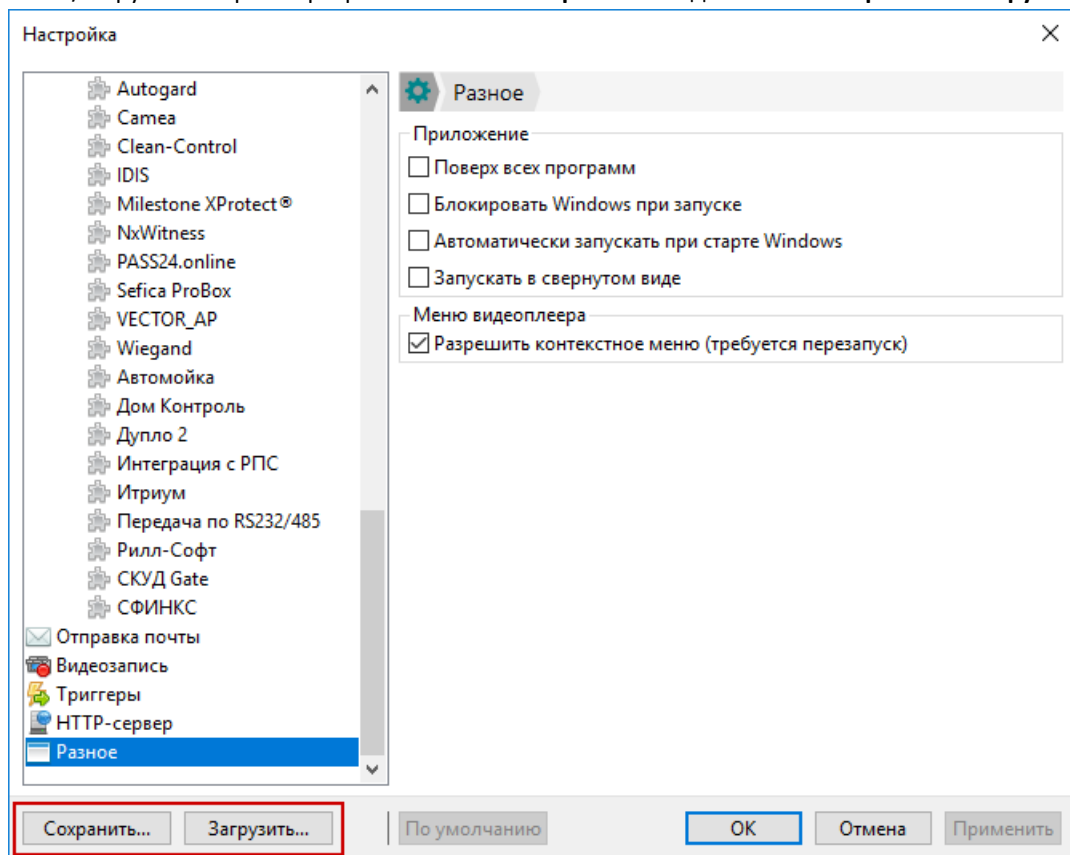 Настройка
Autogard
Camea
Clean-Control
IDIS
Milestone XProtect®
NxWitness
PASS24.online
Sefica ProBox
VECTOR_AP
Wiegand
Автомойка
Дом Контроль
Дупло 2
Интеграция с РПС
Итриум
Передача по RS232/485
Рилл-Софт
СКУД Gate
СФИНКС
Отправка почты
Видеозапись
Триггеры
HTTP-сервер
Разное
Разное
Приложение
Поверх всех программ
Блокировать Windows при запуске
Автоматически запускать при старте Windows
Запускать в свернутом виде
Меню видеоплеера
Разрешить контекстное меню (требуется перезапуск)
Сохранить...
Загрузить...
По умолчанию
OK
Отмена
Применить